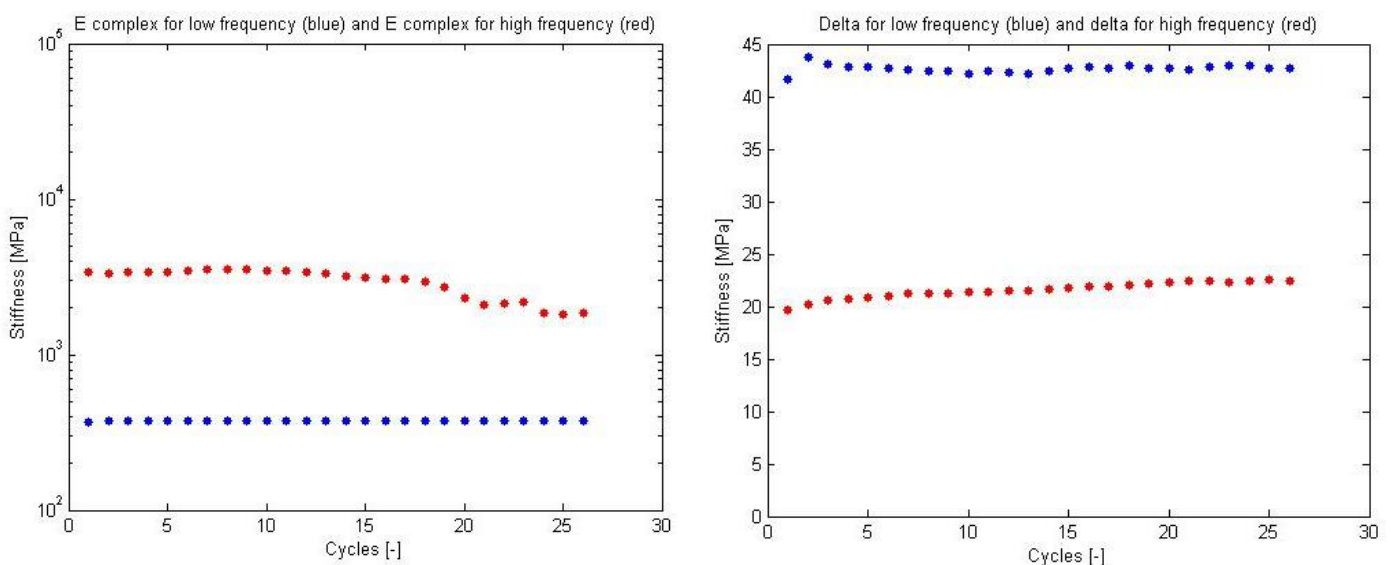 E complex for low frequency (blue) and E complex for high frequency (red)
10^5
10^4
10^3
10^2
Stiffness [MPa]
0 5 10 15 20 25 30
Cycles [-]
Delta for low frequency (blue) and delta for high frequency (red)
45
40
35
30
25
20
15
10
5
0
Stiffness [MPa]
0 5 10 15 20 25 30
Cycles [-]